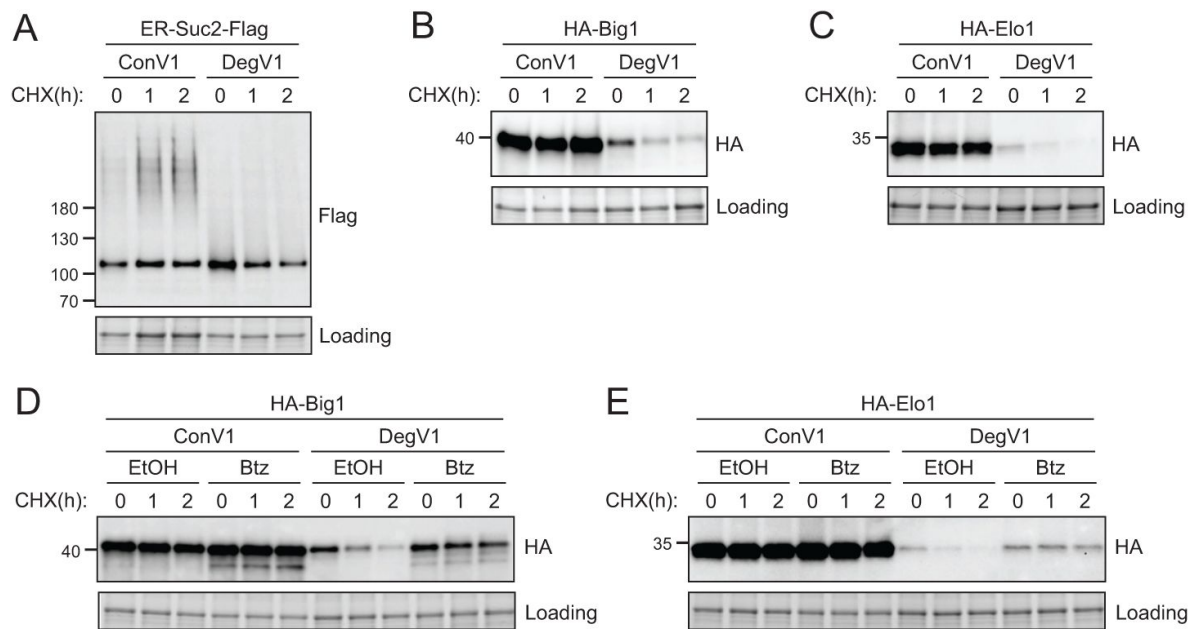 A
ER-Suc2-Flag
ConV1 DegV1
CHX(h): 0 1 2 0 1 2
180
130
100
70
Flag
Loading
B
HA-Big1
ConV1 DegV1
CHX(h): 0 1 2 0 1 2
40
HA
Loading
C
HA-Elo1
ConV1 DegV1
CHX(h): 0 1 2 0 1 2
35
HA
Loading
D
HA-Big1
ConV1 DegV1
EtOH Btz EtOH Btz
CHX(h): 0 1 2 0 1 2 0 1 2 0 1 2
40
HA
Loading
E
HA-Elo1
ConV1 DegV1
EtOH Btz EtOH Btz
CHX(h): 0 1 2 0 1 2 0 1 2 0 1 2
35
HA
Loading